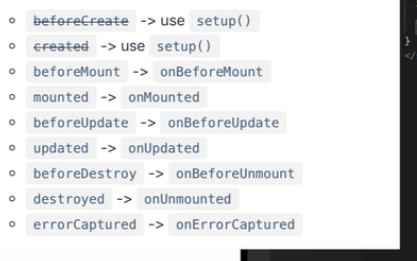 beforeCreate -> use setup()
created -> use setup()
beforeMount -> onBeforeMount
mounted -> onMounted
beforeUpdate -> onBeforeUpdate
updated -> onUpdated
beforeDestroy -> onBeforeUnmount
destroyed -> onUnmounted
errorCaptured -> onErrorCaptured
}
</